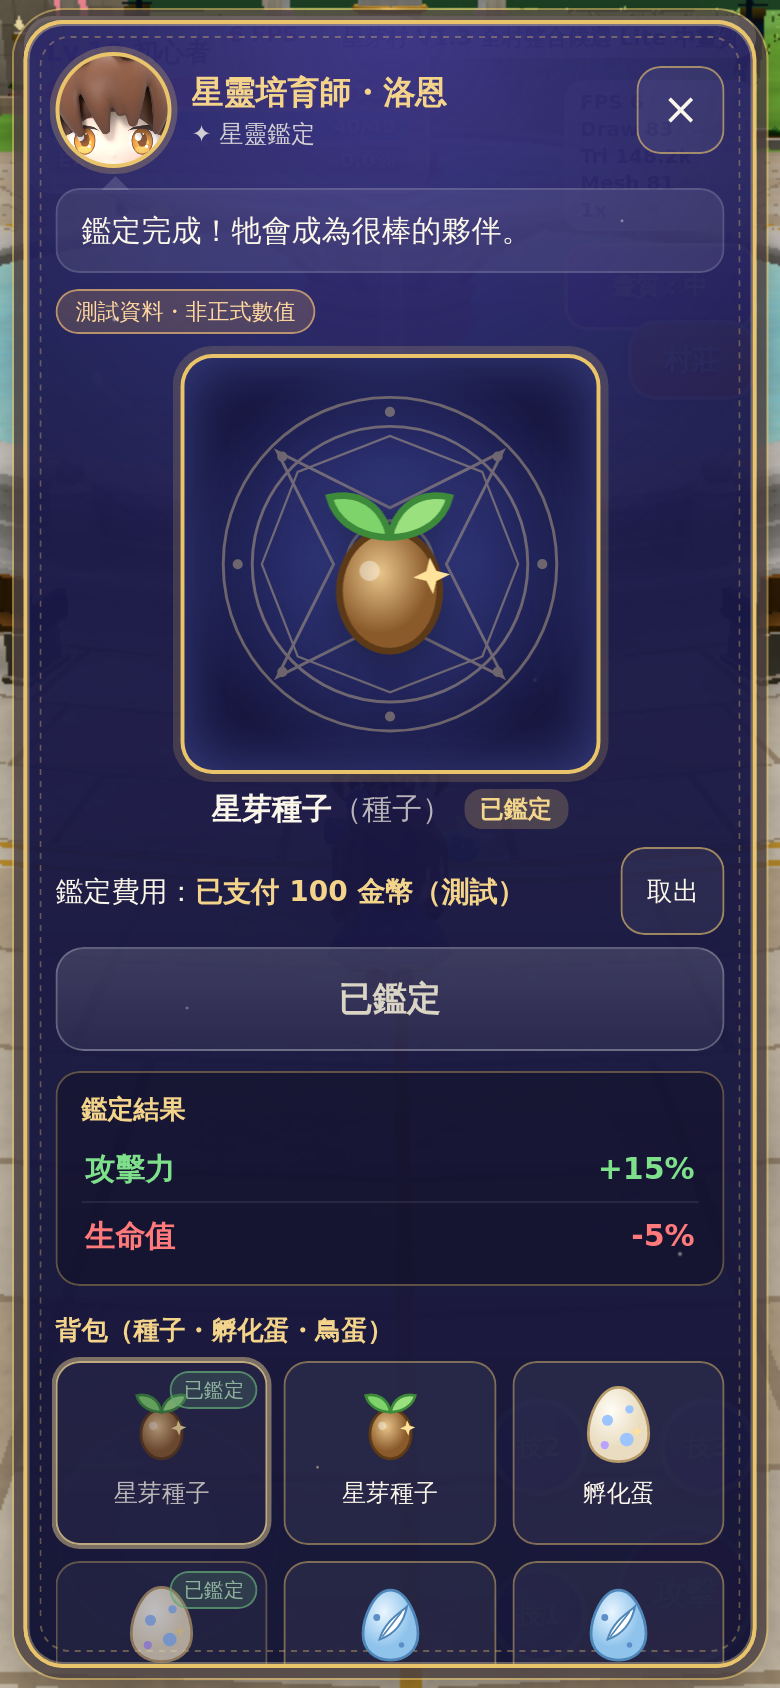 星靈培育師・洛恩
✦ 星靈鑑定
×
鑑定完成！牠會成為很棒的夥伴。
測試資料・非正式數值
星芽種子（種子） 已鑑定
鑑定費用：已支付 100 金幣（測試） 取出
已鑑定
鑑定結果
攻擊力 +15%
生命值 -5%
背包（種子・孵化蛋・鳥蛋）
已鑑定
星芽種子 星芽種子 孵化蛋
已鑑定